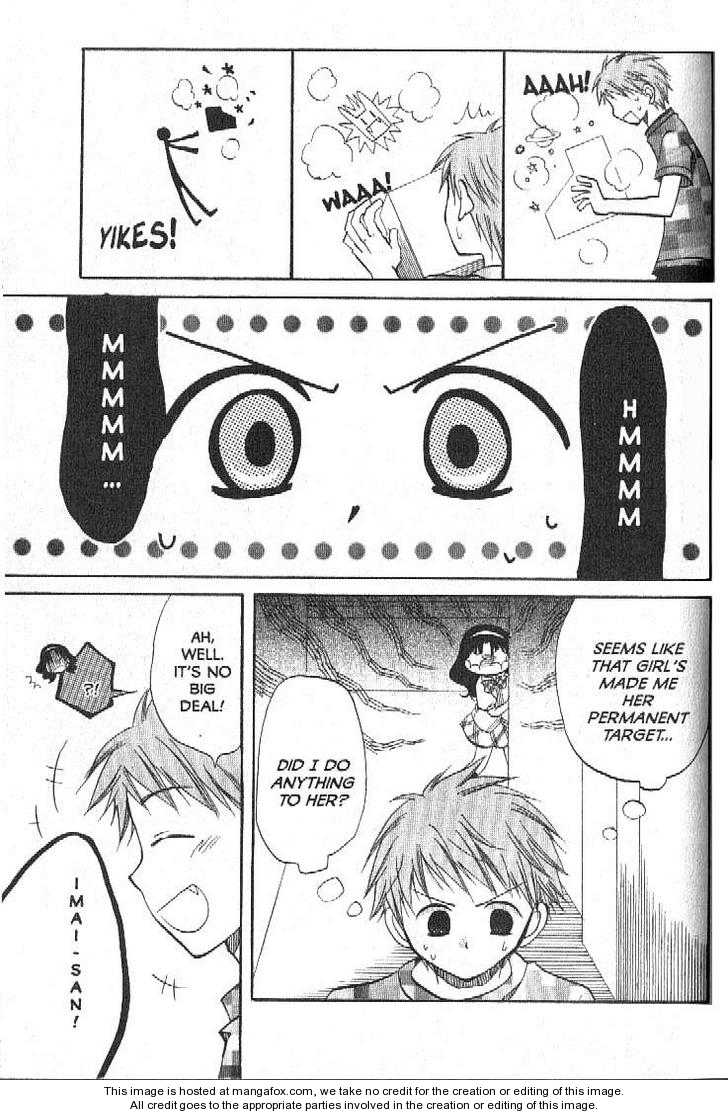 AAAH!
WAAA!
YIKES!
HMMMM
MMMMM...
SEEMS LIKE
THAT GIRL'S
MADE ME
HER
PERMANENT
TARGET...
DID I DO
ANYTHING
TO HER?
AH,
WELL.
IT'S NO
BIG
DEAL!
?!
IMAI-SAN!
This image is hosted at mangafox.com, we take no credit for the creation or editing of this image.
All credit goes to the appropriate parties involved in the creation or editing of this image.